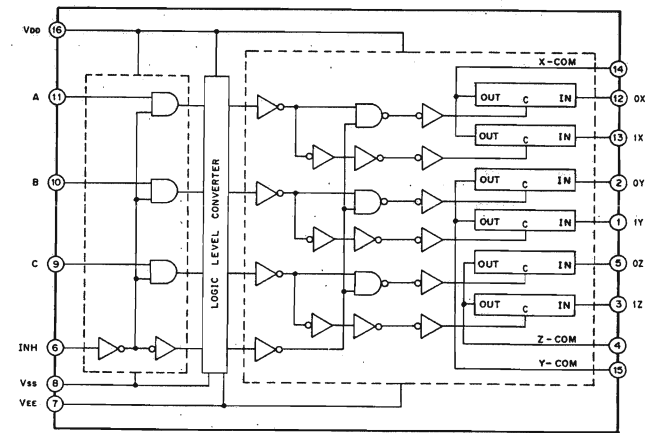 VDD 16
X-COM 14
A 11
OUT C IN 12 0X
OUT C IN 13 1X
B 10
OUT C IN 2 0Y
OUT C IN 1 1Y
LOGIC LEVEL CONVERTER
C 9
OUT C IN 5 0Z
OUT C IN 3 1Z
INH 6
Z-COM 4
Y-COM 15
VSS 8
VEE 7